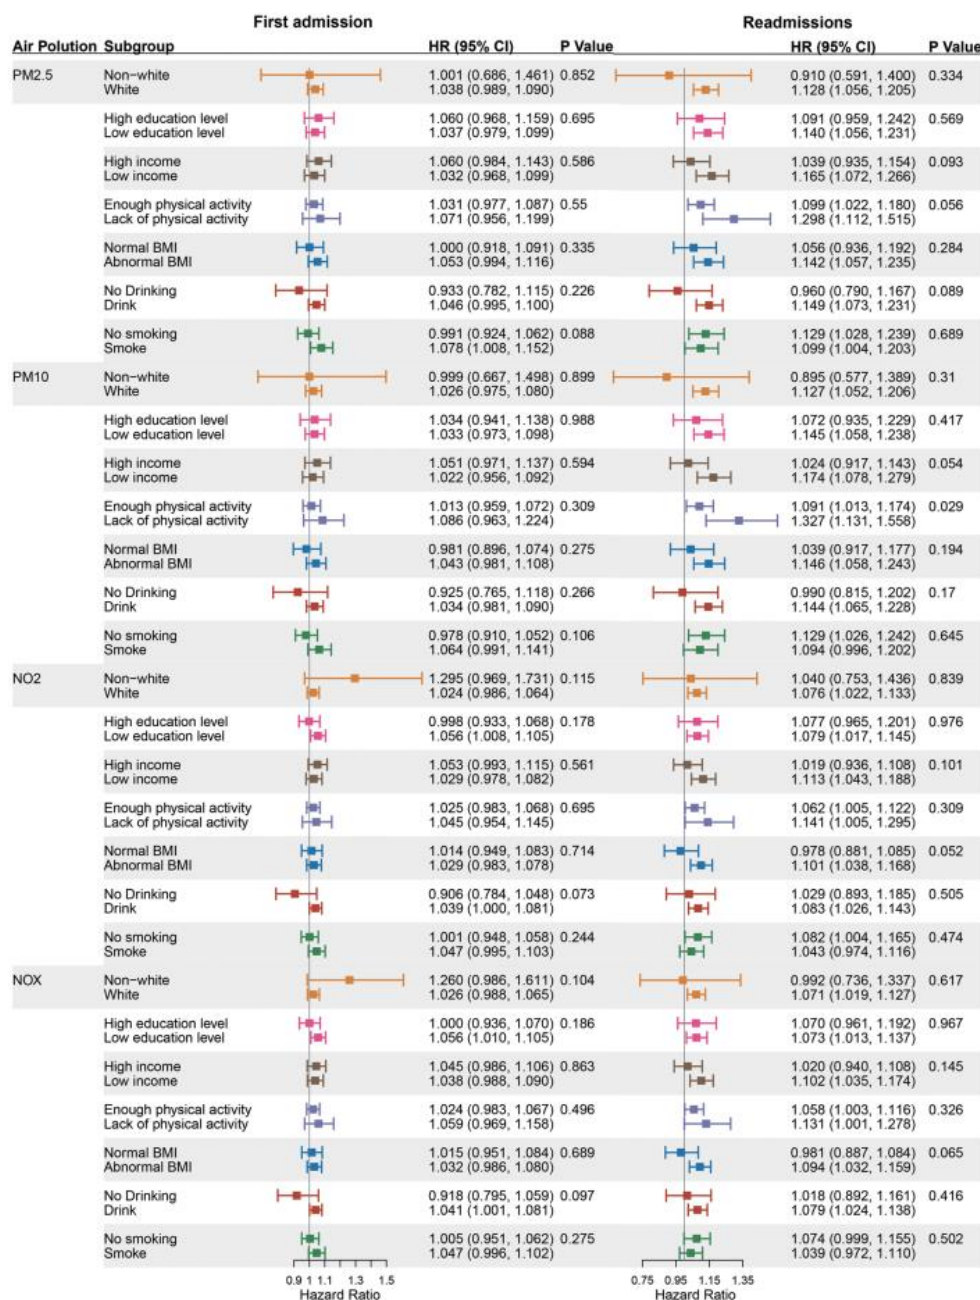 First admission Readmissions
Air Polution Subgroup HR (95% CI) P Value HR (95% CI) P Value
PM2.5 Non-white 1.001 (0.686, 1.461) 0.852 0.910 (0.591, 1.400) 0.334
White 1.038 (0.989, 1.090) 1.128 (1.056, 1.205)
High education level 1.060 (0.968, 1.159) 0.695 1.091 (0.959, 1.242) 0.569
Low education level 1.037 (0.979, 1.099) 1.140 (1.056, 1.231)
High income 1.060 (0.984, 1.143) 0.586 1.039 (0.935, 1.154) 0.093
Low income 1.032 (0.968, 1.099) 1.165 (1.072, 1.266)
Enough physical activity 1.031 (0.977, 1.087) 0.55 1.099 (1.022, 1.180) 0.056
Lack of physical activity 1.071 (0.956, 1.199) 1.298 (1.112, 1.515)
Normal BMI 1.000 (0.918, 1.091) 0.335 1.056 (0.936, 1.192) 0.284
Abnormal BMI 1.053 (0.994, 1.116) 1.142 (1.057, 1.235)
No Drinking 0.933 (0.782, 1.115) 0.226 0.960 (0.790, 1.167) 0.089
Drink 1.046 (0.995, 1.100) 1.149 (1.073, 1.231)
No smoking 0.991 (0.924, 1.062) 0.088 1.129 (1.028, 1.239) 0.689
Smoke 1.078 (1.008, 1.152) 1.099 (1.004, 1.203)
PM10 Non-white 0.999 (0.667, 1.498) 0.899 0.895 (0.577, 1.389) 0.31
White 1.026 (0.975, 1.080) 1.127 (1.052, 1.206)
High education level 1.034 (0.941, 1.138) 0.988 1.072 (0.935, 1.229) 0.417
Low education level 1.033 (0.973, 1.098) 1.145 (1.058, 1.238)
High income 1.051 (0.971, 1.137) 0.594 1.024 (0.917, 1.143) 0.054
Low income 1.022 (0.956, 1.092) 1.174 (1.078, 1.279)
Enough physical activity 1.013 (0.959, 1.072) 0.309 1.091 (1.013, 1.174) 0.029
Lack of physical activity 1.086 (0.963, 1.224) 1.327 (1.131, 1.558)
Normal BMI 0.981 (0.896, 1.074) 0.275 1.039 (0.917, 1.177) 0.194
Abnormal BMI 1.043 (0.981, 1.108) 1.146 (1.058, 1.243)
No Drinking 0.925 (0.765, 1.118) 0.266 0.990 (0.815, 1.202) 0.17
Drink 1.034 (0.981, 1.090) 1.144 (1.065, 1.228)
No smoking 0.978 (0.910, 1.052) 0.106 1.129 (1.026, 1.242) 0.645
Smoke 1.064 (0.991, 1.141) 1.094 (0.996, 1.202)
NO2 Non-white 1.295 (0.969, 1.731) 0.115 1.040 (0.753, 1.436) 0.839
White 1.024 (0.986, 1.064) 1.076 (1.022, 1.133)
High education level 0.998 (0.933, 1.068) 0.178 1.077 (0.965, 1.201) 0.976
Low education level 1.056 (1.008, 1.105) 1.079 (1.017, 1.145)
High income 1.053 (0.993, 1.115) 0.561 1.019 (0.936, 1.108) 0.101
Low income 1.029 (0.978, 1.082) 1.113 (1.043, 1.188)
Enough physical activity 1.025 (0.983, 1.068) 0.695 1.062 (1.005, 1.122) 0.309
Lack of physical activity 1.045 (0.954, 1.145) 1.141 (1.005, 1.295)
Normal BMI 1.014 (0.949, 1.083) 0.714 0.978 (0.881, 1.085) 0.052
Abnormal BMI 1.029 (0.983, 1.078) 1.101 (1.038, 1.168)
No Drinking 0.906 (0.784, 1.048) 0.073 1.029 (0.893, 1.185) 0.505
Drink 1.039 (1.000, 1.081) 1.083 (1.026, 1.143)
No smoking 1.001 (0.948, 1.058) 0.244 1.082 (1.004, 1.165) 0.474
Smoke 1.047 (0.995, 1.103) 1.043 (0.974, 1.116)
NOX Non-white 1.260 (0.986, 1.611) 0.104 0.992 (0.736, 1.337) 0.617
White 1.026 (0.988, 1.065) 1.071 (1.019, 1.127)
High education level 1.000 (0.936, 1.070) 0.186 1.070 (0.961, 1.192) 0.967
Low education level 1.056 (1.010, 1.105) 1.073 (1.013, 1.137)
High income 1.045 (0.986, 1.106) 0.863 1.020 (0.940, 1.108) 0.145
Low income 1.038 (0.988, 1.090) 1.102 (1.035, 1.174)
Enough physical activity 1.024 (0.983, 1.067) 0.496 1.058 (1.003, 1.116) 0.326
Lack of physical activity 1.059 (0.969, 1.158) 1.131 (1.001, 1.278)
Normal BMI 1.015 (0.951, 1.084) 0.689 0.981 (0.887, 1.084) 0.065
Abnormal BMI 1.032 (0.986, 1.080) 1.094 (1.032, 1.159)
No Drinking 0.918 (0.795, 1.059) 0.097 1.018 (0.892, 1.161) 0.416
Drink 1.041 (1.001, 1.081) 1.079 (1.024, 1.138)
No smoking 1.005 (0.951, 1.062) 0.275 1.074 (0.999, 1.155) 0.502
Smoke 1.047 (0.996, 1.102) 1.039 (0.972, 1.110)
0.9 1 1.1 1.3 1.5 0.75 0.95 1.15 1.35
Hazard Ratio Hazard Ratio